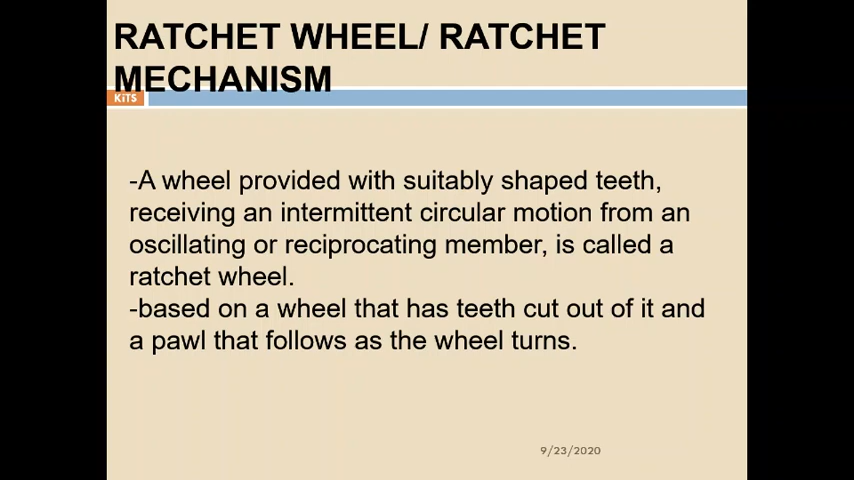 RATCHET WHEEL/ RATCHET
MECHANISM
KiTS
-A wheel provided with suitably shaped teeth,
receiving an intermittent circular motion from an
oscillating or reciprocating member, is called a
ratchet wheel.
-based on a wheel that has teeth cut out of it and
a pawl that follows as the wheel turns.
9/23/2020